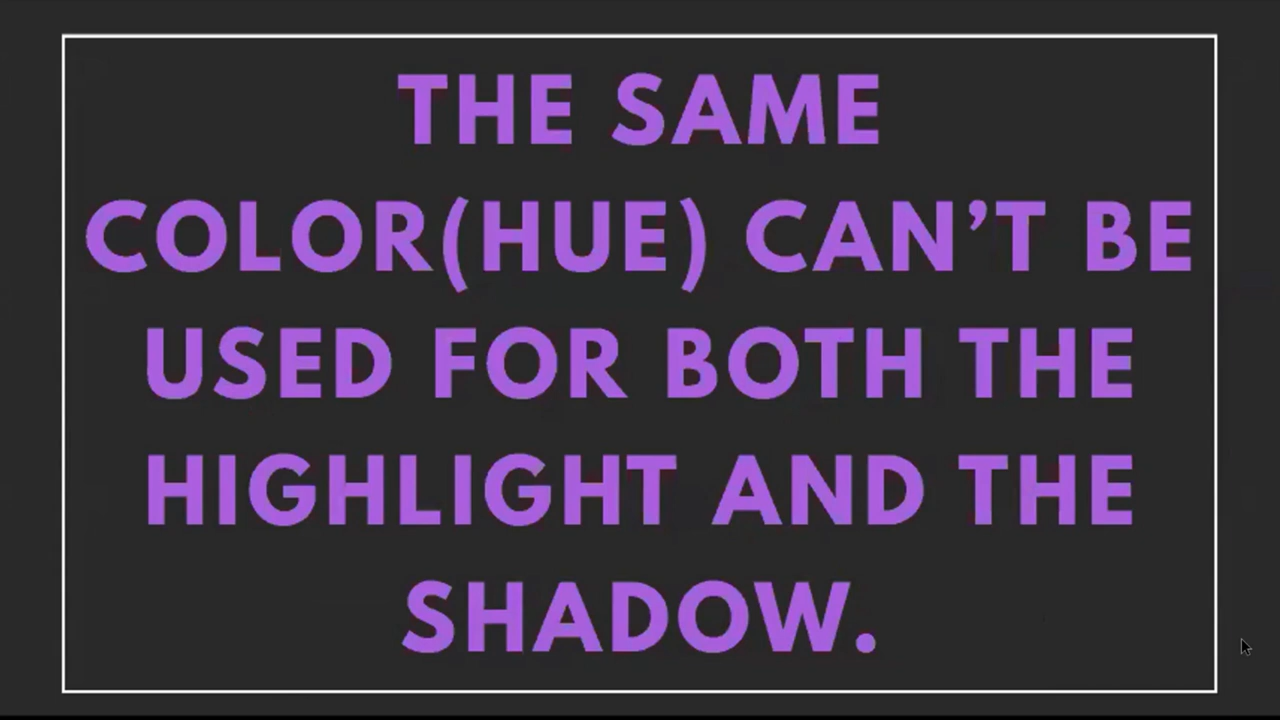 THE SAME
COLOR(HUE) CAN’T BE
USED FOR BOTH THE
HIGHLIGHT AND THE
SHADOW.